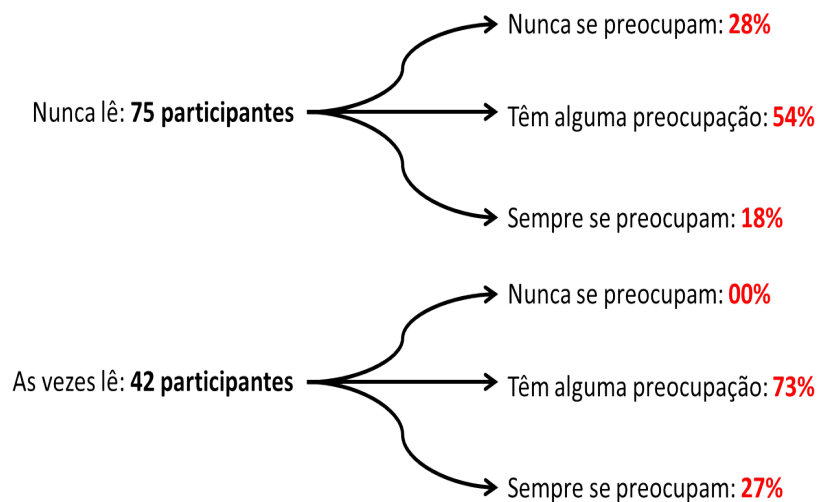 Nunca se preocupam: 28%
Nunca lê: 75 participantes
Têm alguma preocupação: 54%
Sempre se preocupam: 18%
Nunca se preocupam: 00%
As vezes lê: 42 participantes
Têm alguma preocupação: 73%
Sempre se preocupam: 27%